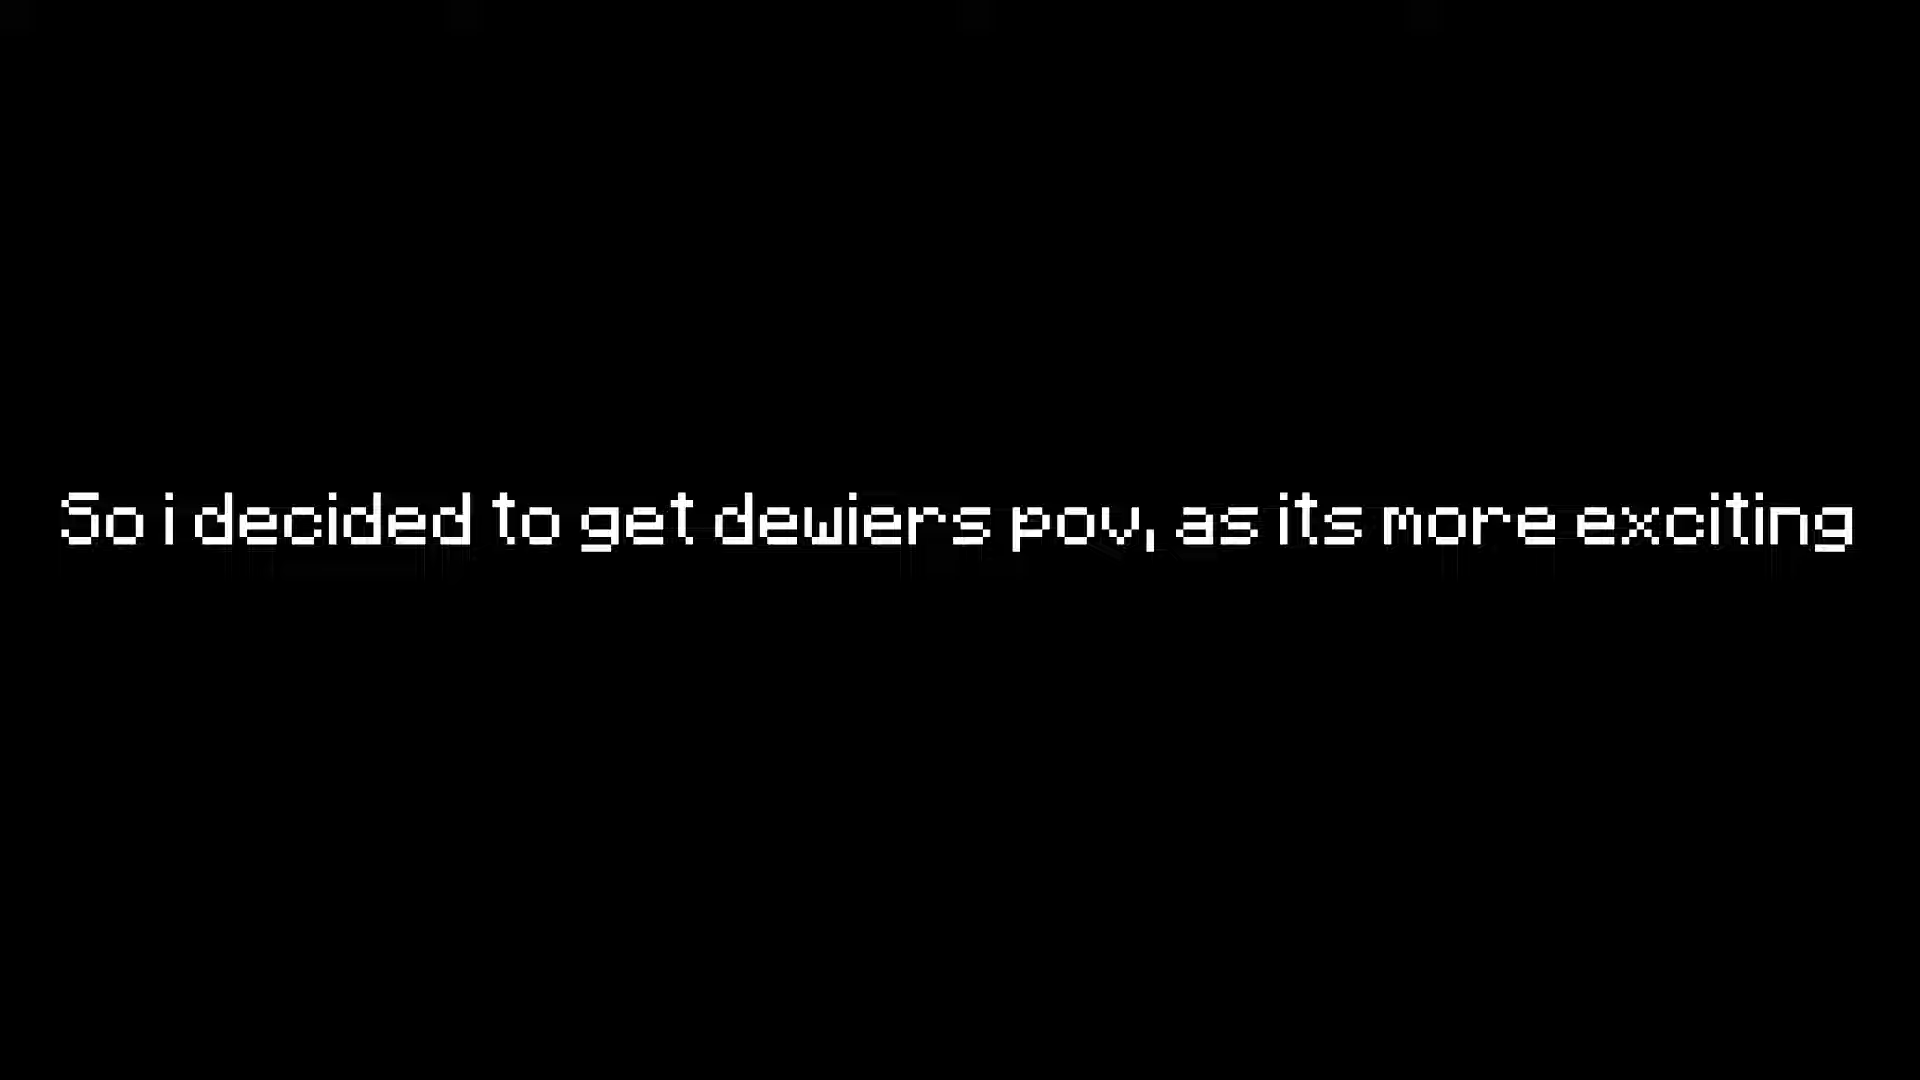 So i decided to get dewiers pov, as its more exciting